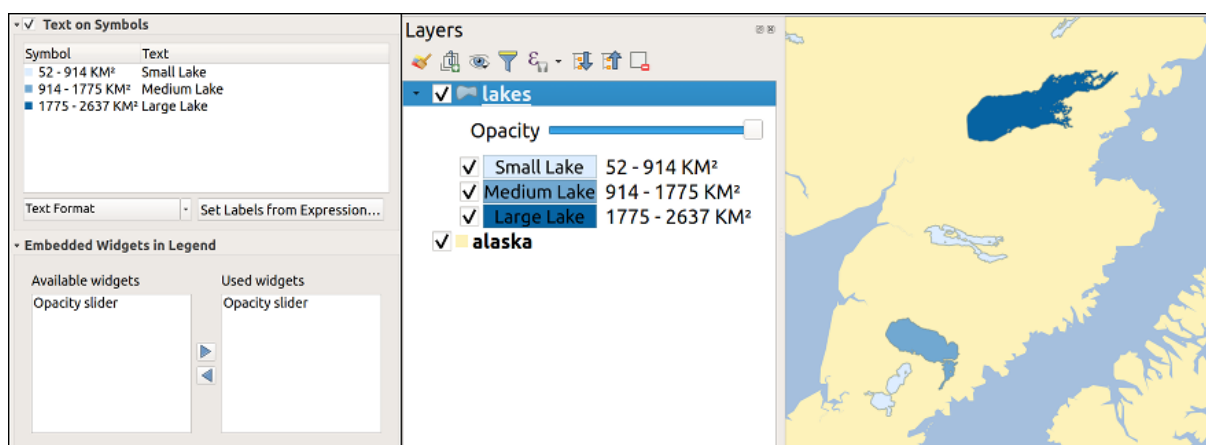 Text on Symbols
Symbol Text
52 - 914 KM² Small Lake
914 - 1775 KM² Medium Lake
1775 - 2637 KM² Large Lake
Text Format
Set Labels from Expression...
Embedded Widgets in Legend
Available widgets
Used widgets
Opacity slider
Opacity slider
Layers
lakes
Opacity
Small Lake 52 - 914 KM²
Medium Lake 914 - 1775 KM²
Large Lake 1775 - 2637 KM²
alaska